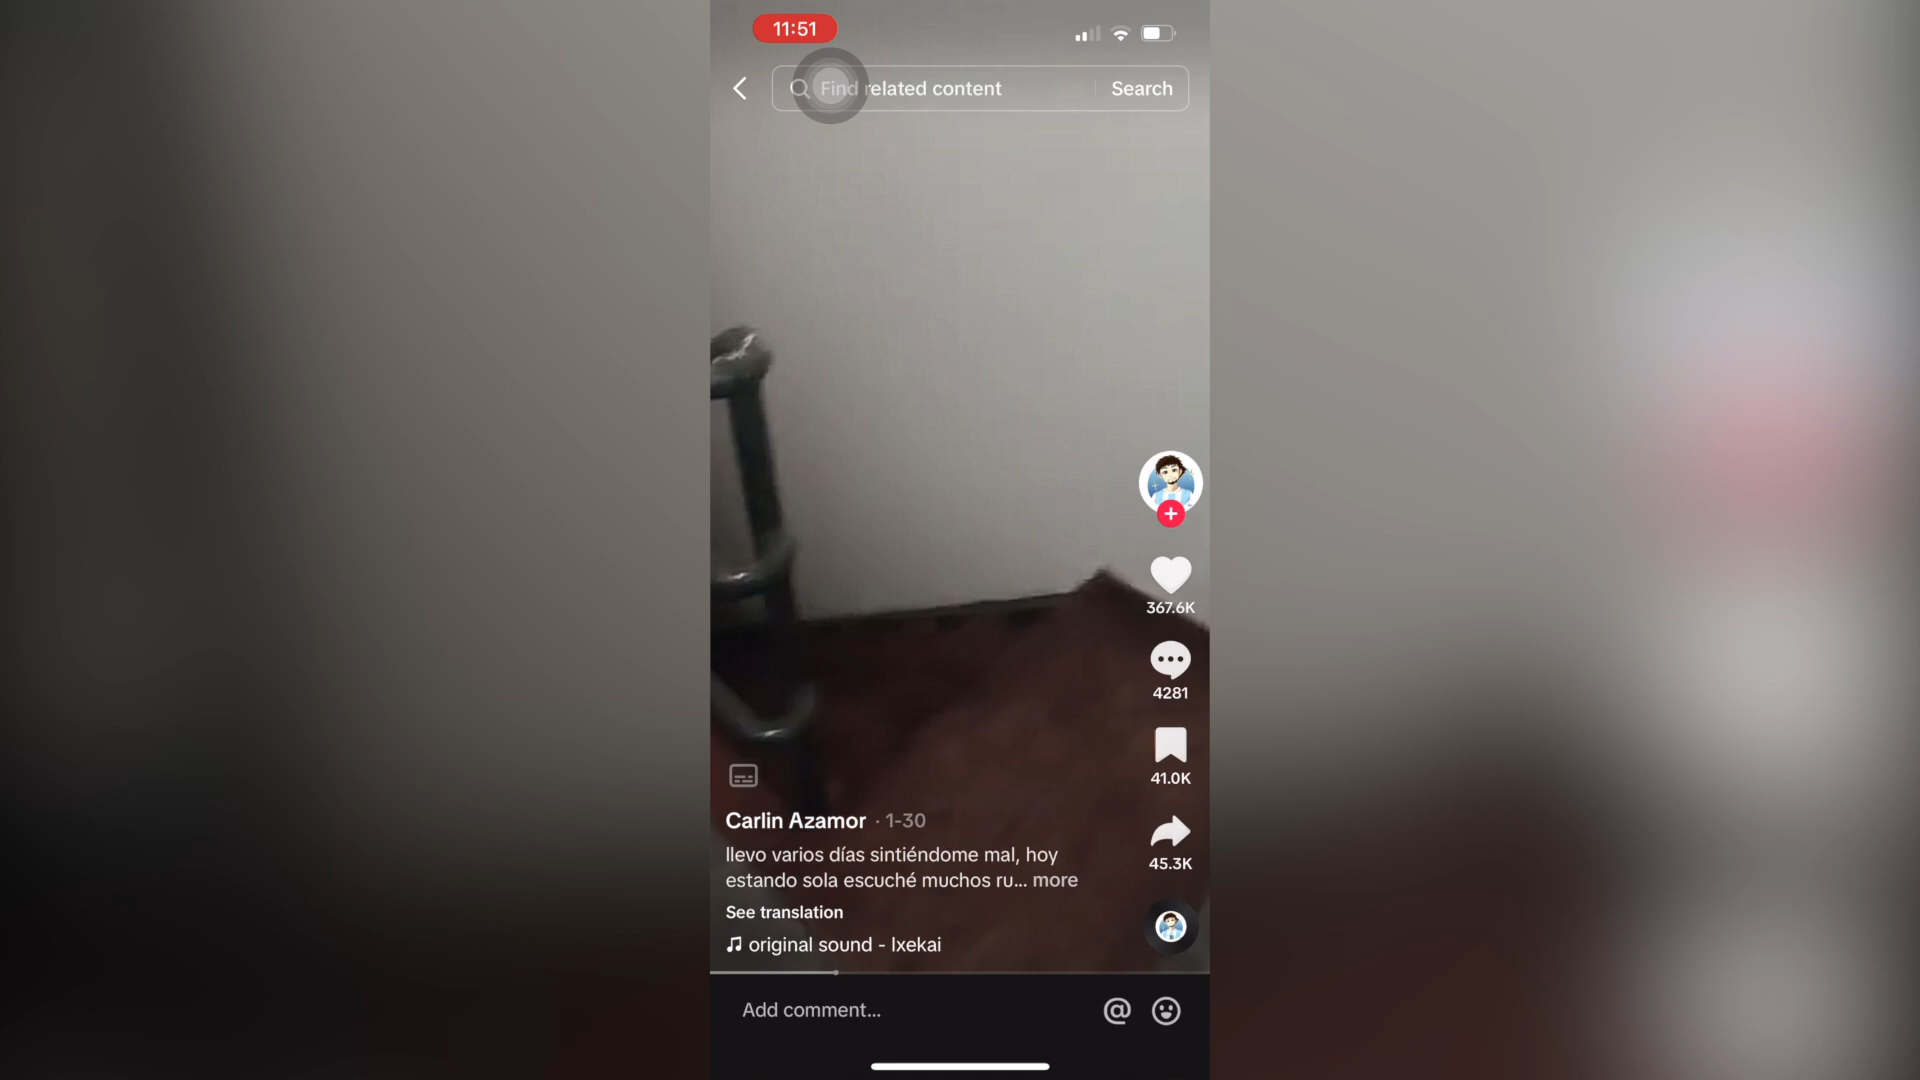 11:51
Find related content
Search
367.6K
4281
41.0K
45.3K
Carlin Azamor · 1-30
llevo varios días sintiéndome mal, hoy
estando sola escuché muchos ru... more
See translation
original sound - lxekai
Add comment...
@